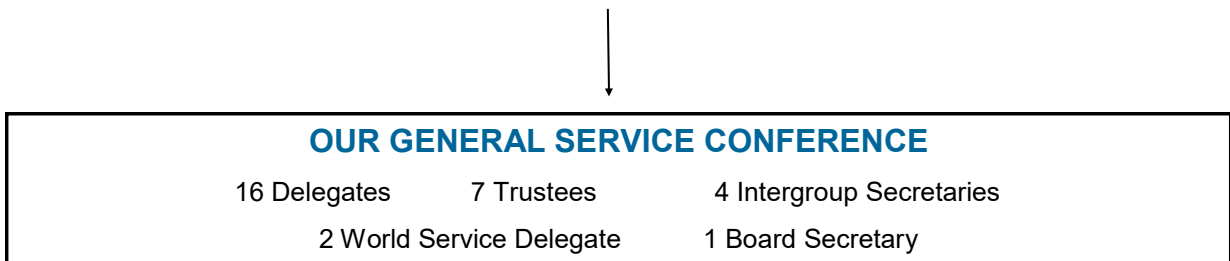 OUR GENERAL SERVICE CONFERENCE
16 Delegates 7 Trustees 4 Intergroup Secretaries
2 World Service Delegate 1 Board Secretary